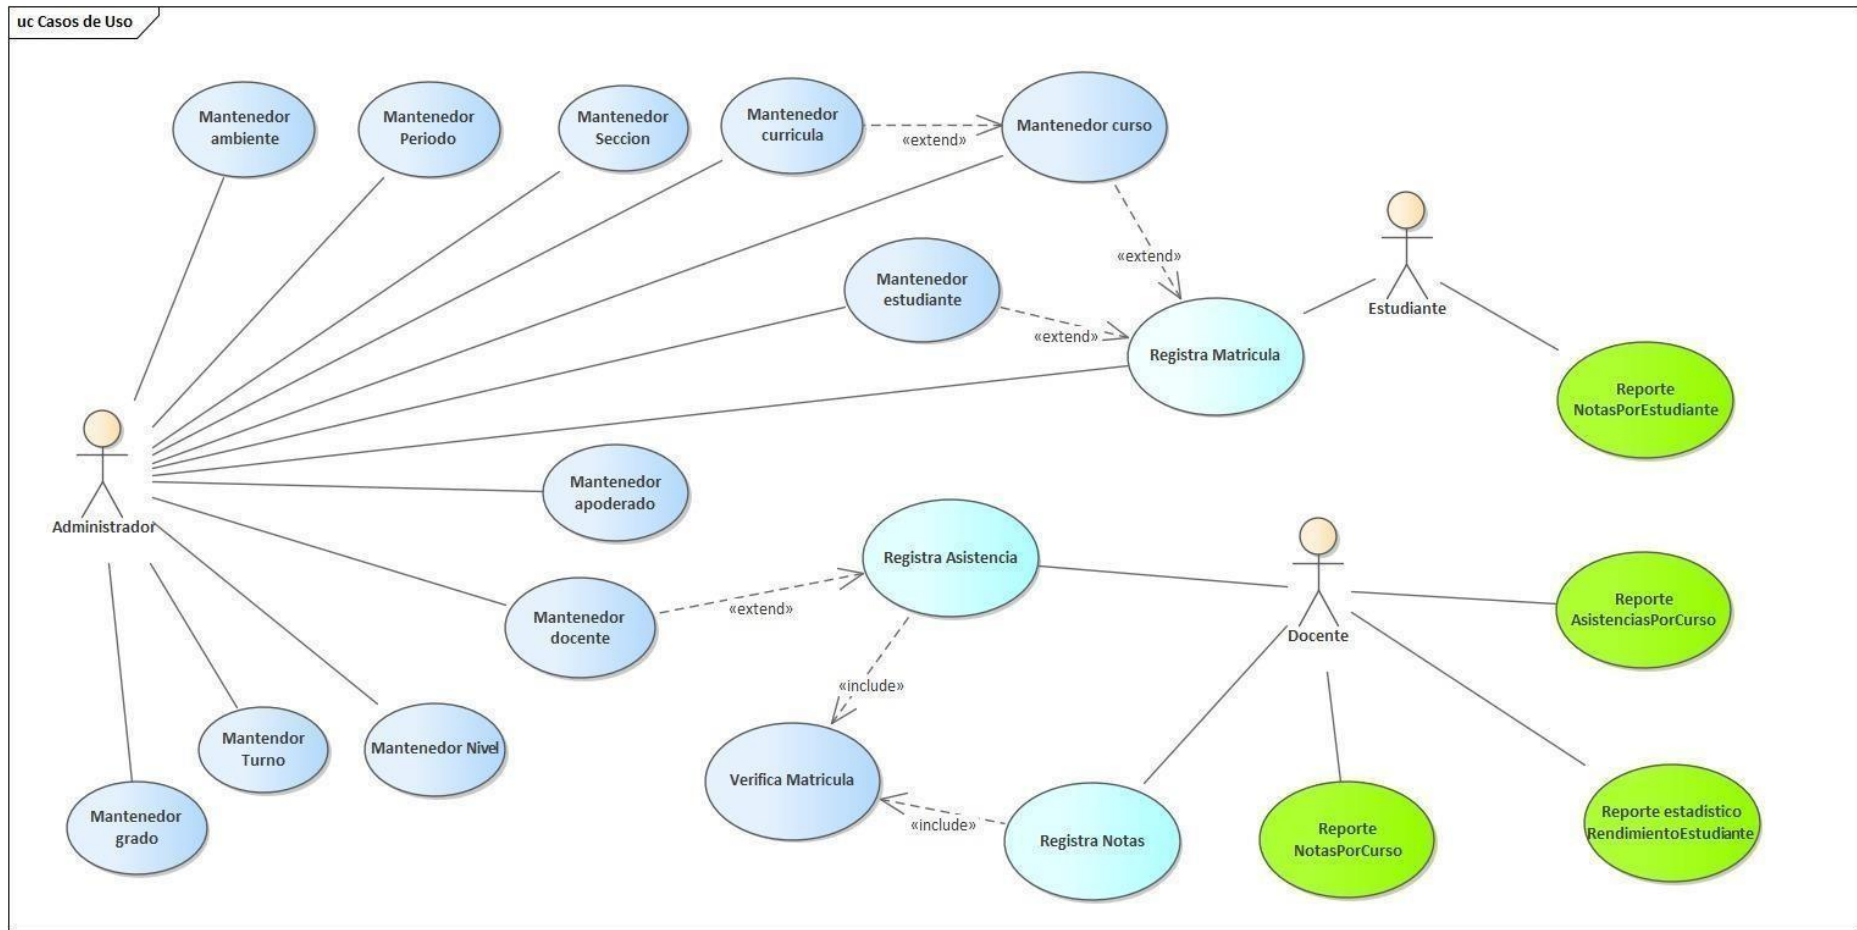 uc Casos de Uso
Mantenedor
ambiente
Mantenedor
Periodo
Mantenedor
Seccion
Mantenedor
curricula
«extend»
Mantenedor curso
«extend»
Mantenedor
estudiante
«extend»
Registra Matricula
Estudiante
Reporte
NotasPorEstudiante
Administrador
Mantenedor
apoderado
Mantenedor
docente
«extend»
Registra Asistencia
Docente
Reporte
AsistenciasPorCurso
«include»
Mantendor
Turno
Mantenedor Nivel
Mantenedor
grado
Verifica Matricula
«include»
Registra Notas
Reporte
NotasPorCurso
Reporte estadistico
RendimientoEstudiante